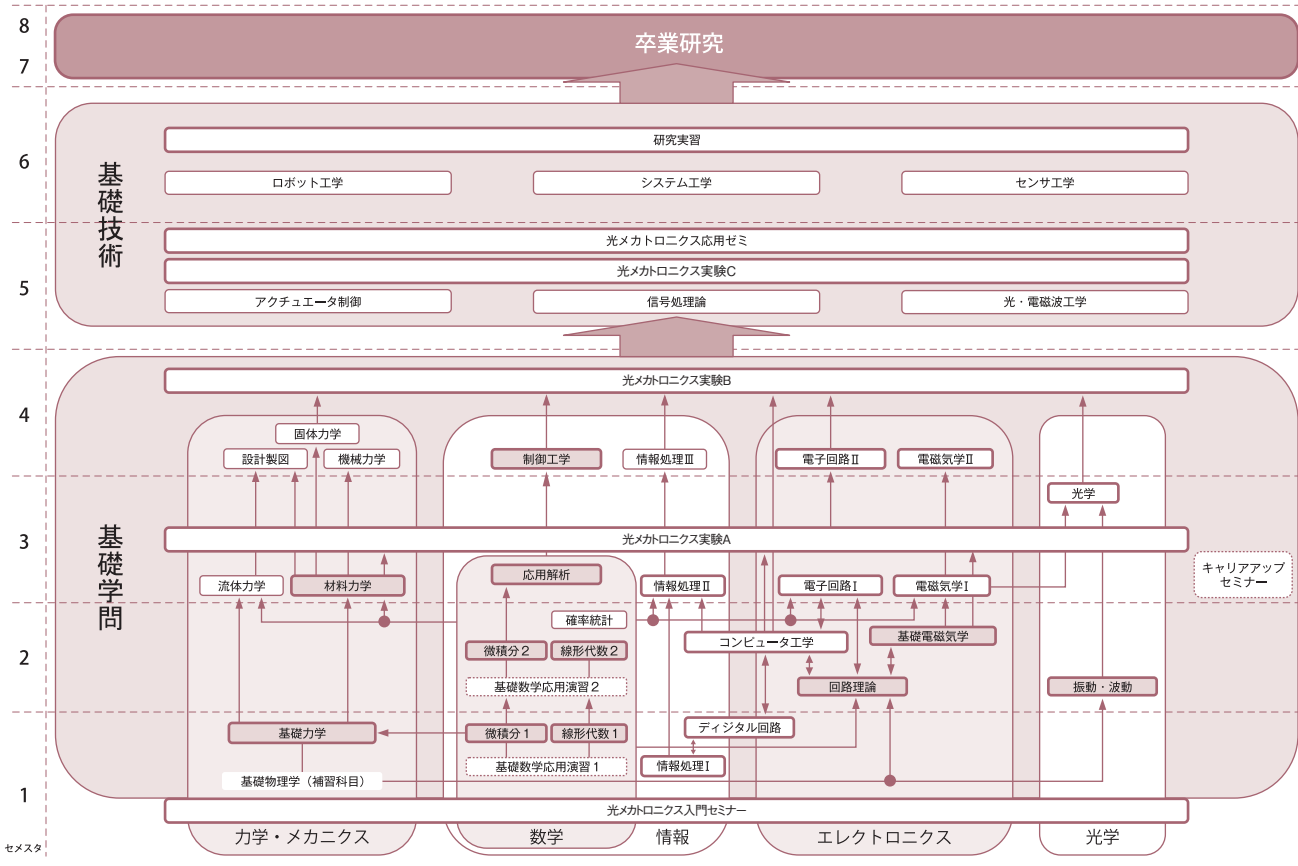 8
卒業研究
7
基礎技術
研究実習
6
ロボット工学
システム工学
センサ工学
光メカトロニクス応用ゼミ
光メカトロニクス実験C
5
アクチュエータ制御
信号処理論
光・電磁波工学
光メカトロニクス実験B
4
固体力学
設計製図
機械力学
制御工学
情報処理Ⅲ
電子回路Ⅱ
電磁気学Ⅱ
光学
基礎学問
3
光メカトロニクス実験A
キャリアアップ
セミナー
流体力学
材料力学
応用解析
情報処理Ⅱ
電子回路Ⅰ
電磁気学Ⅰ
確率統計
2
コンピュータ工学
基礎電磁気学
微積分2
線形代数2
基礎数学応用演習2
回路理論
振動・波動
ディジタル回路
基礎力学
微積分1
線形代数1
基礎数学応用演習1
情報処理Ⅰ
基礎物理学（補習科目）
1
光メカトロニクス入門セミナー
力学・メカニクス
数学
情報
エレクトロニクス
光学
セメスタ